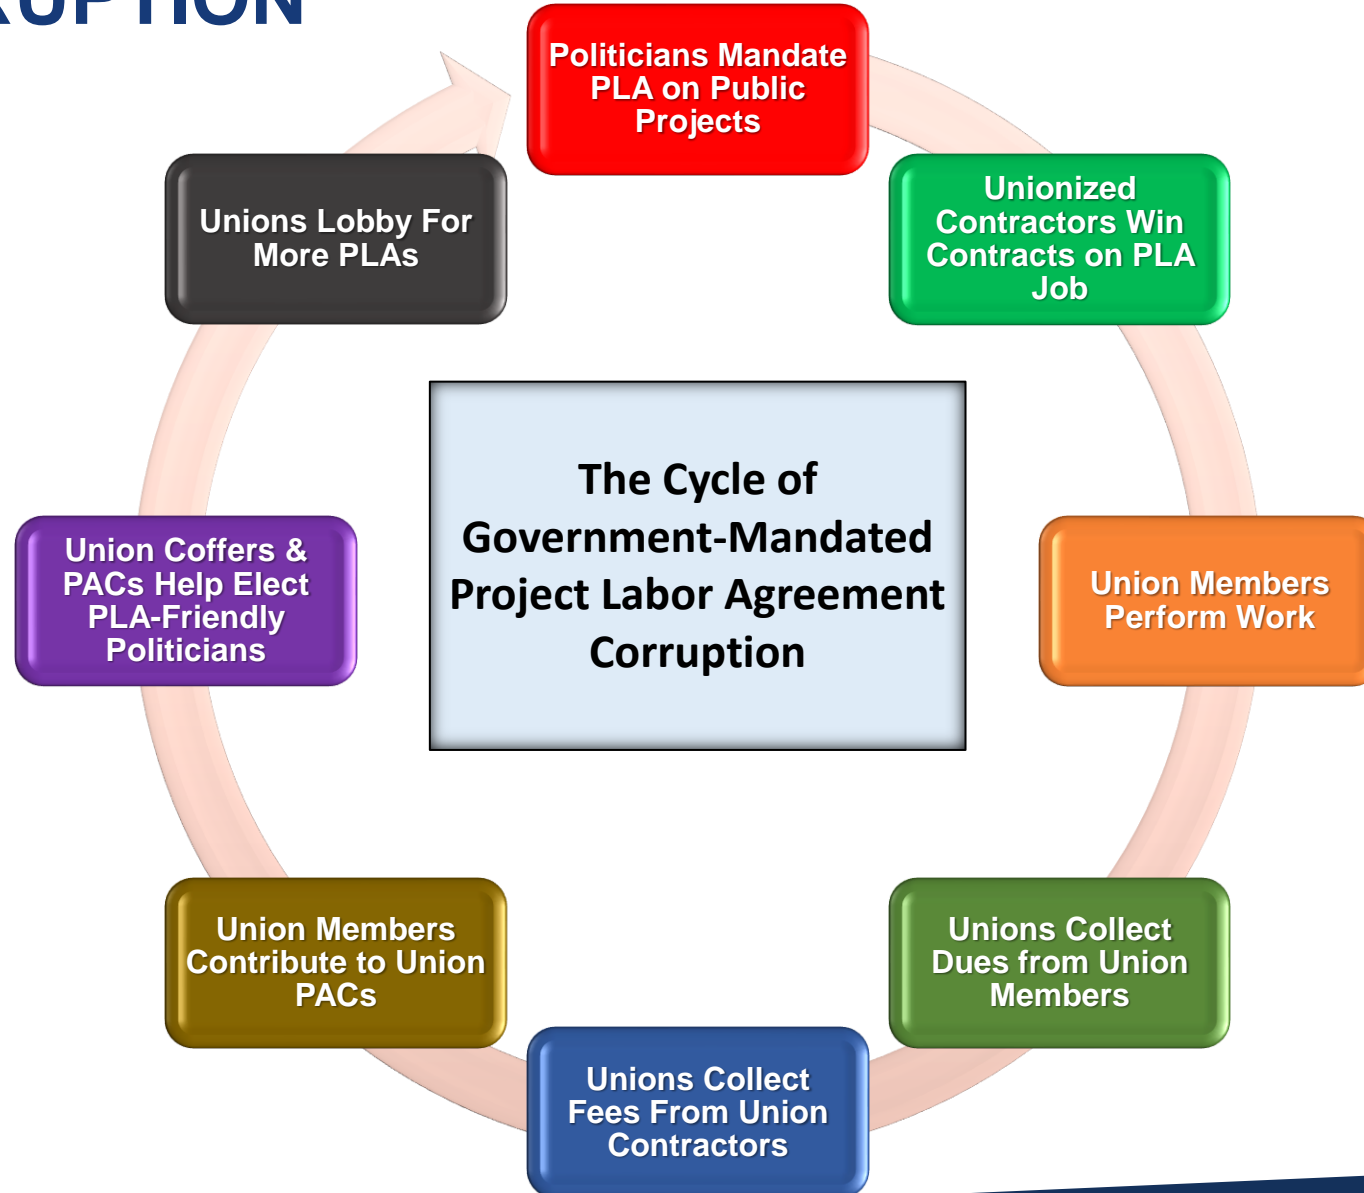 RUPTION
Politicians Mandate
PLA on Public
Projects
Unionized
Contractors Win
Contracts on PLA
Job
Union Members
Perform Work
Unions Collect
Dues from Union
Members
Unions Collect
Fees From Union
Contractors
Union Members
Contribute to Union
PACs
Union Coffers &
PACs Help Elect
PLA-Friendly
Politicians
Unions Lobby For
More PLAs
The Cycle of
Government-Mandated
Project Labor Agreement
Corruption